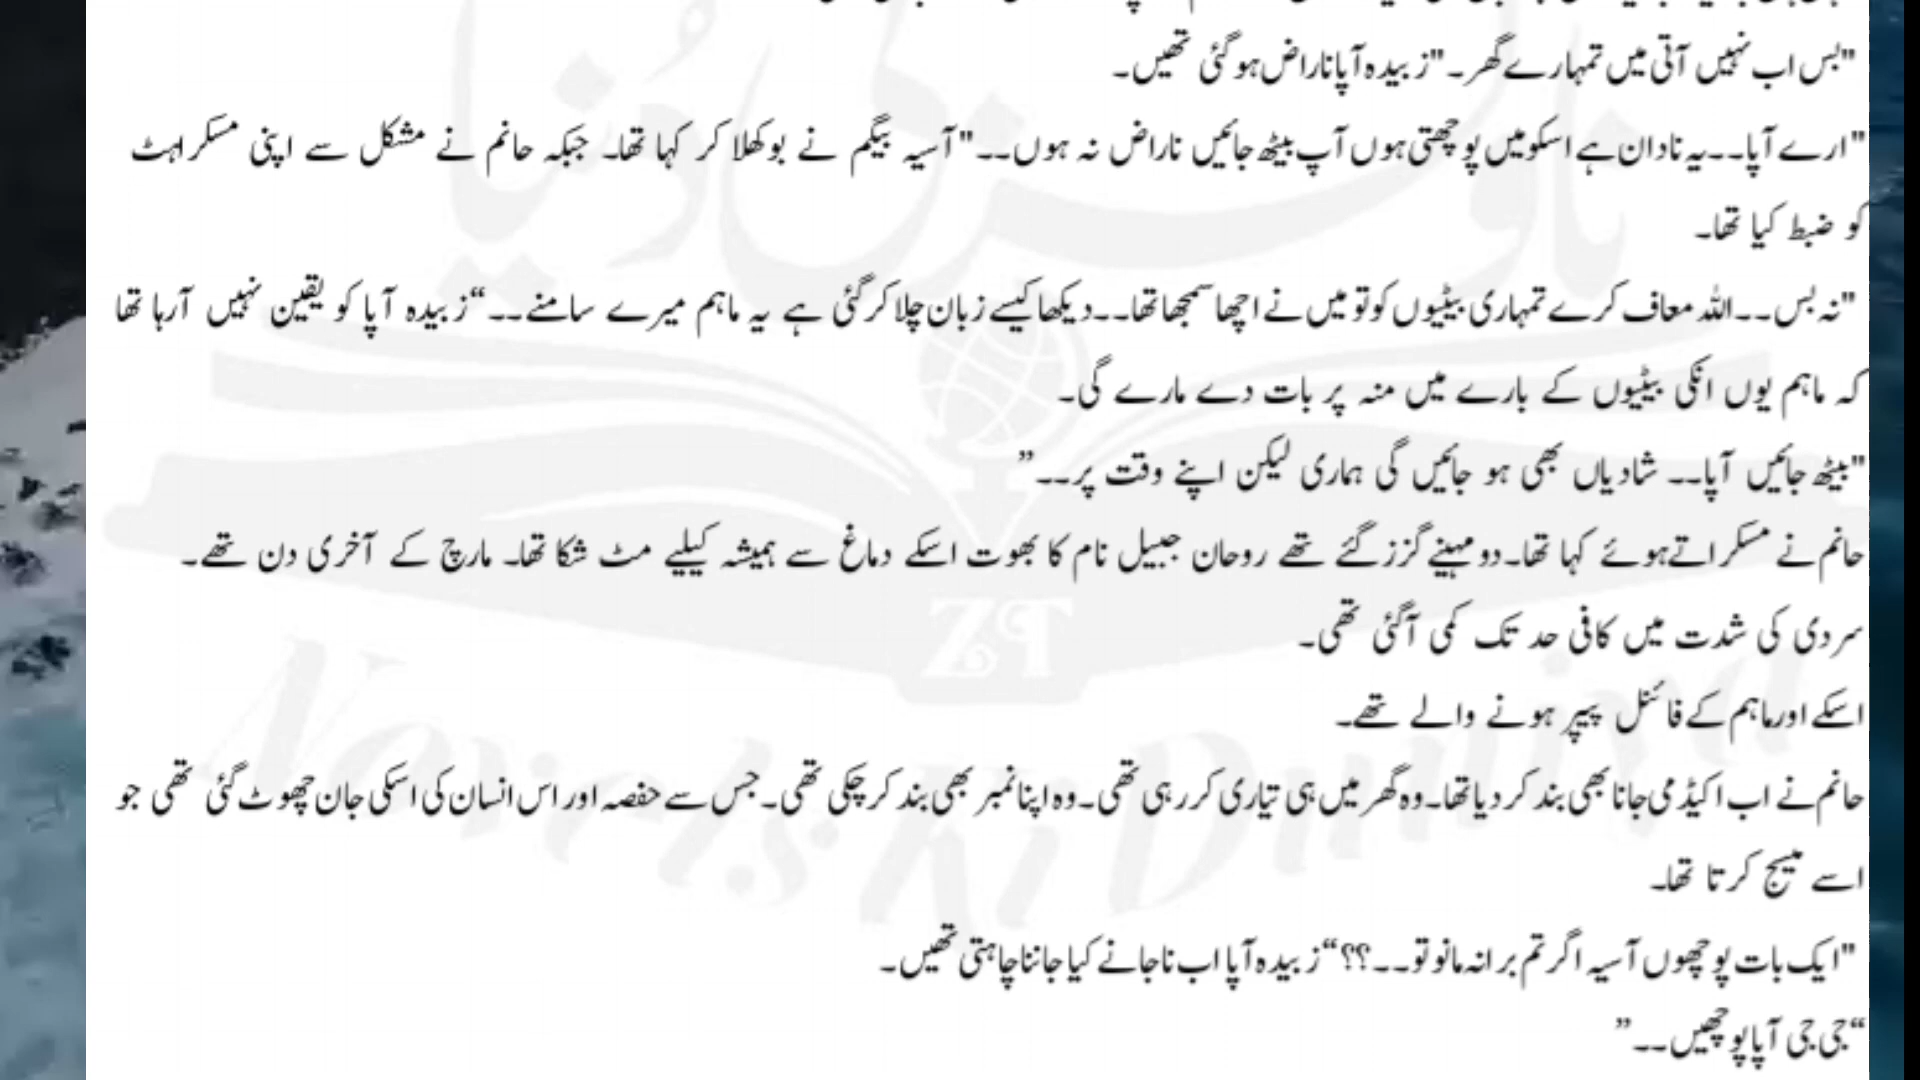 "بس اب نہیں آتی میں تمہارے گھر۔"زبیدہ آپا ناراض ہوگئی تھیں۔
"ارے آپا۔۔یہ نادان ہے اسکو میں پوچھتی ہوں آپ بیٹھ جائیں ناراض نہ ہوں۔۔" آسیہ بیگم نے بوکھلا کر کہا تھا۔ جبکہ حانم نے مشکل سے اپنی مسکراہٹ
کو ضبط کیا تھا۔
"نہ بس۔۔اللہ معاف کرے تمہاری بیٹیوں کو تو میں نے اچھا سمجھا تھا۔۔دیکھا کیسے زبان چلا کر گئی ہے یہ ماہم میرے سامنے۔۔“زبیدہ آپا کو یقین نہیں آرہا تھا
کہ ماہم یوں انکی بیٹیوں کے بارے میں منہ پر بات دے مارے گی۔
"بیٹھ جائیں آپا۔۔ شادیاں بھی ہو جائیں گی ہماری لیکن اپنے وقت پر۔۔”
حانم نے مسکراتے ہوئے کہا تھا۔دو مہینے گزر گئے تھے روحان جبیل نام کا بھوت اسکے دماغ سے ہمیشہ کیلیے مٹ شکا تھا۔ مارچ کے آخری دن تھے۔
سردی کی شدت میں کافی حد تک کمی آگئی تھی۔
اسکے اور ماہم کے فائنل پیپر ہونے والے تھے۔
حانم نے اب اکیڈمی جانا بھی بند کر دیا تھا۔وہ گھر میں ہی تیاری کر رہی تھی۔وہ اپنا نمبر بھی بند کر چکی تھی۔جس سے حفصہ اور اس انسان کی اسکی جان چھوٹ گئی تھی جو
اسے میسج کرتا تھا۔
"ایک بات پوچھوں آسیہ اگر تم برا نہ مانو تو۔۔؟؟“زبیدہ آپا اب نا جانے کیا جاننا چاہتی تھیں۔
“جی جی آپا پوچھیں۔۔”
ناولز کی دنیا
ZT
Novels Ki Duniya